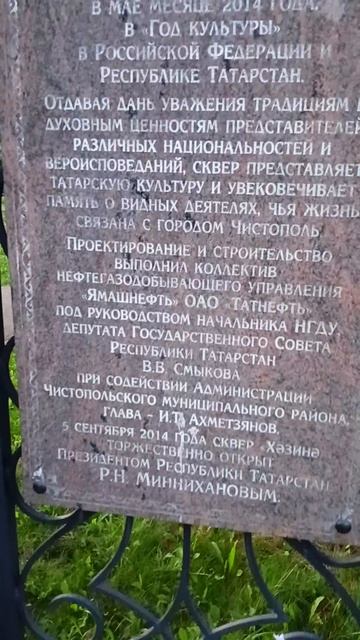 в мае месяце 2014 года,
в «Год культуры»
в Российской Федерации и
Республике Татарстан.
Отдавая дань уважения традициям
духовным ценностям представителей
различных национальностей и
вероисповеданий, сквер представляет
татарскую культуру и увековечивает
память о видных деятелях, чья жизнь
связана с городом Чистополь.
Проектирование и строительство
выполнил коллектив
нефтегазодобывающего управления
«Ямашнефть» ОАО «Татнефть»
под руководством начальника НГДУ,
депутата Государственного Совета
Республики Татарстан
В.В. Смыкова
при содействии Администрации
Чистопольского муниципального района,
глава – И.Т. Ахметзянов.
5 сентября 2014 года сквер „Хәзинә
торжественно открыт
Президентом Республики Татарстан
Р.Н. Миннихановым.